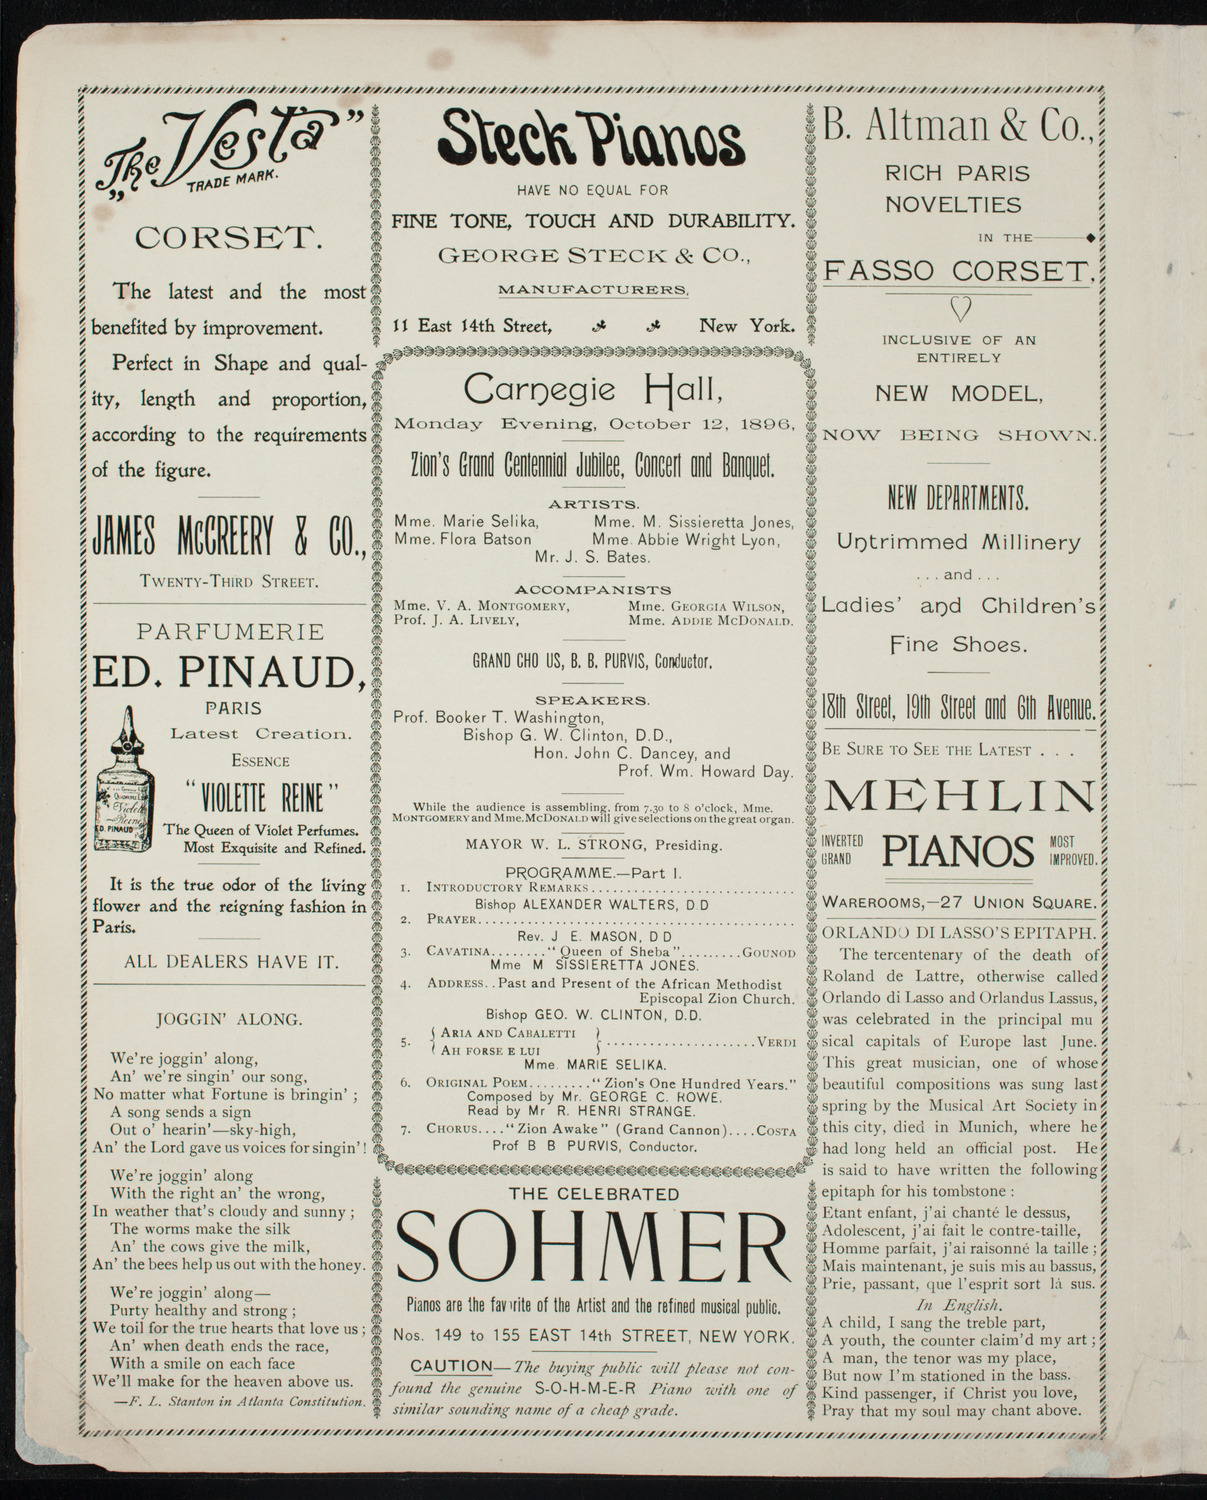 "The Vesta"
TRADE MARK.
CORSET.
The latest and the most
benefited by improvement.
Perfect in Shape and qual-
ity, length and proportion,
according to the requirements
of the figure.
JAMES McCREERY & CO.,
TWENTY-THIRD STREET.
PARFUMERIE
ED. PINAUD,
PARIS
Latest Creation.
ESSENCE
"VIOLETTE REINE"
Violette
Reine
ED. PINAUD
The Queen of Violet Perfumes.
Most Exquisite and Refined.
It is the true odor of the living
flower and the reigning fashion in
Paris.
ALL DEALERS HAVE IT.
JOGGIN' ALONG.
We're joggin' along,
An' we're singin' our song,
No matter what Fortune is bringin' ;
A song sends a sign
Out o' hearin'—sky-high,
An' the Lord gave us voices for singin'!
We're joggin' along
With the right an' the wrong,
In weather that's cloudy and sunny ;
The worms make the silk
An' the cows give the milk,
An' the bees help us out with the honey.
We're joggin' along—
Purty healthy and strong ;
We toil for the true hearts that love us ;
An' when death ends the race,
With a smile on each face
We'll make for the heaven above us.
—F. L. Stanton in Atlanta Constitution.
Steck Pianos
HAVE NO EQUAL FOR
FINE TONE, TOUCH AND DURABILITY.
GEORGE STECK & CO.,
MANUFACTURERS,
11 East 14th Street, New York.
Carnegie Hall,
Monday Evening, October 12, 1896,
Zion's Grand Centennial Jubilee, Concert and Banquet.
ARTISTS.
Mme. Marie Selika, Mme. M. Sissieretta Jones,
Mme. Flora Batson Mme. Abbie Wright Lyon,
Mr. J. S. Bates.
ACCOMPANISTS
Mme. V. A. MONTGOMERY, Mme. GEORGIA WILSON,
Prof. J. A. LIVELY, Mme. ADDIE MCDONALD.
GRAND CHO US, B. B. PURVIS, Conductor.
SPEAKERS.
Prof. Booker T. Washington,
Bishop G. W. Clinton, D.D.,
Hon. John C. Dancey, and
Prof. Wm. Howard Day.
While the audience is assembling, from 7.30 to 8 o'clock, Mme.
MONTGOMERY and Mme. McDONALD will give selections on the great organ.
MAYOR W. L. STRONG, Presiding.
PROGRAMME.—Part I.
1. INTRODUCTORY REMARKS............................
Bishop ALEXANDER WALTERS, D.D
2. PRAYER............................................
Rev. J E. MASON, D D
3. CAVATINA........"Queen of Sheba".........GOUNOD
Mme M SISSIERETTA JONES.
4. ADDRESS..Past and Present of the African Methodist
Episcopal Zion Church.
Bishop GEO. W. CLINTON, D.D.
5. { ARIA AND CABALETTI
AH FORSE E LUI } .....................VERDI
Mme. MARIE SELIKA.
6. ORIGINAL POEM.........."Zion's One Hundred Years."
Composed by Mr. GEORGE C. ROWE.
Read by Mr R. HENRI STRANGE.
7. CHORUS...."Zion Awake" (Grand Cannon)....COSTA
Prof B B PURVIS, Conductor.
THE CELEBRATED
SOHMER
Pianos are the favorite of the Artist and the refined musical public.
Nos. 149 to 155 EAST 14th STREET, NEW YORK.
CAUTION—The buying public will please not con-
found the genuine S-O-H-M-E-R Piano with one of
similar sounding name of a cheap grade.
B. Altman & Co.,
RICH PARIS
NOVELTIES
IN THE
FASSO CORSET,
INCLUSIVE OF AN
ENTIRELY
NEW MODEL,
NOW BEING SHOWN.
NEW DEPARTMENTS.
Untrimmed Millinery
...and...
Ladies' and Children's
Fine Shoes.
18th Street, 19th Street and 6th Avenue.
BE SURE TO SEE THE LATEST . . .
MEHLIN
INVERTED GRAND PIANOS MOST IMPROVED.
WAREROOMS,—27 UNION SQUARE.
ORLANDO DI LASSO'S EPITAPH.
The tercentenary of the death of
Roland de Lattre, otherwise called
Orlando di Lasso and Orlandus Lassus,
was celebrated in the principal mu
sical capitals of Europe last June.
This great musician, one of whose
beautiful compositions was sung last
spring by the Musical Art Society in
this city, died in Munich, where he
had long held an official post. He
is said to have written the following
epitaph for his tombstone :
Etant enfant, j'ai chanté le dessus,
Adolescent, j'ai fait le contre-taille,
Homme parfait, j'ai raisonné la taille ;
Mais maintenant, je suis mis au bassus,
Prie, passant, que l'esprit sort là sus.
In English.
A child, I sang the treble part,
A youth, the counter claim'd my art ;
A man, the tenor was my place,
But now I'm stationed in the bass.
Kind passenger, if Christ you love,
Pray that my soul may chant above.